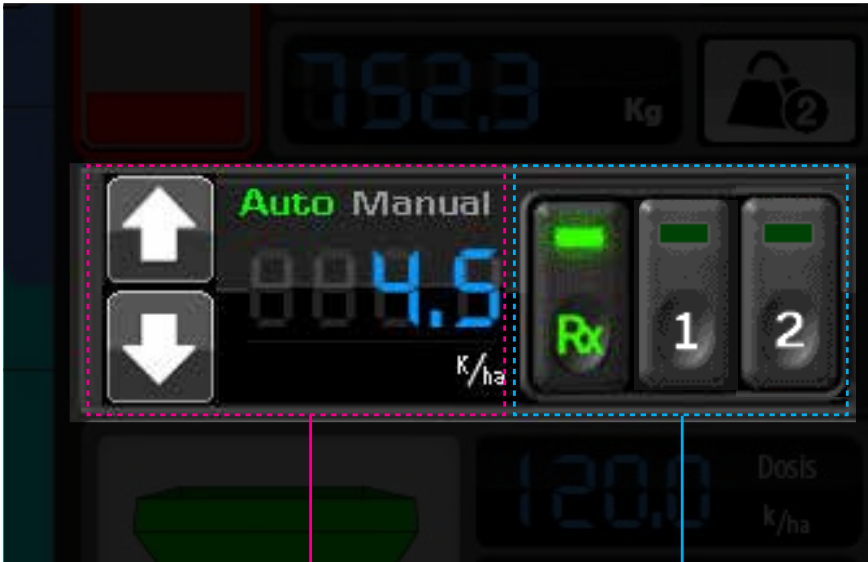 752.3 Kg 2
Auto Manual
4.5
K/ha
Rx 1 2
120.0 Dosis
k/ha